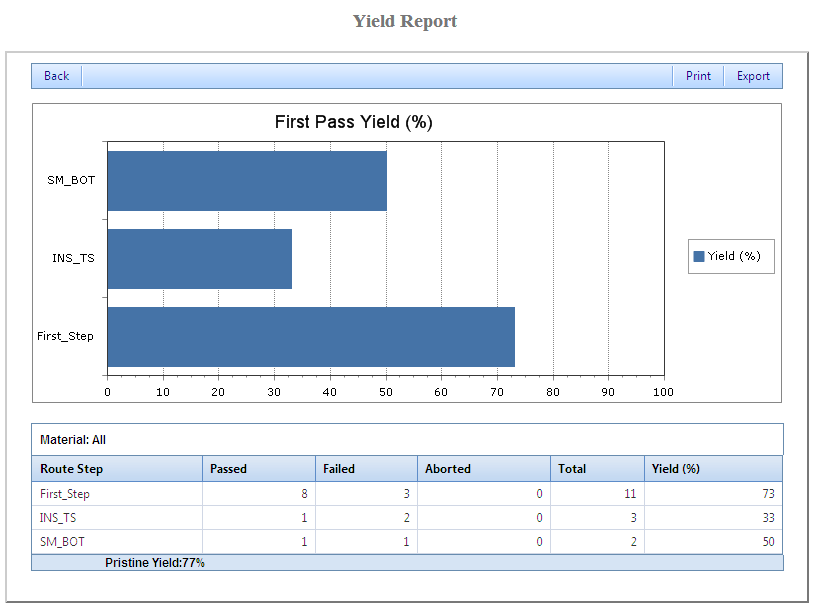 Yield Report
Back Print Export
First Pass Yield (%)
SM_BOT
INS_TS
First_Step
Yield (%)
0 10 20 30 40 50 60 70 80 90 100
Material: All
Route Step Passed Failed Aborted Total Yield (%)
First_Step 8 3 0 11 73
INS_TS 1 2 0 3 33
SM_BOT 1 1 0 2 50
Pristine Yield:77%